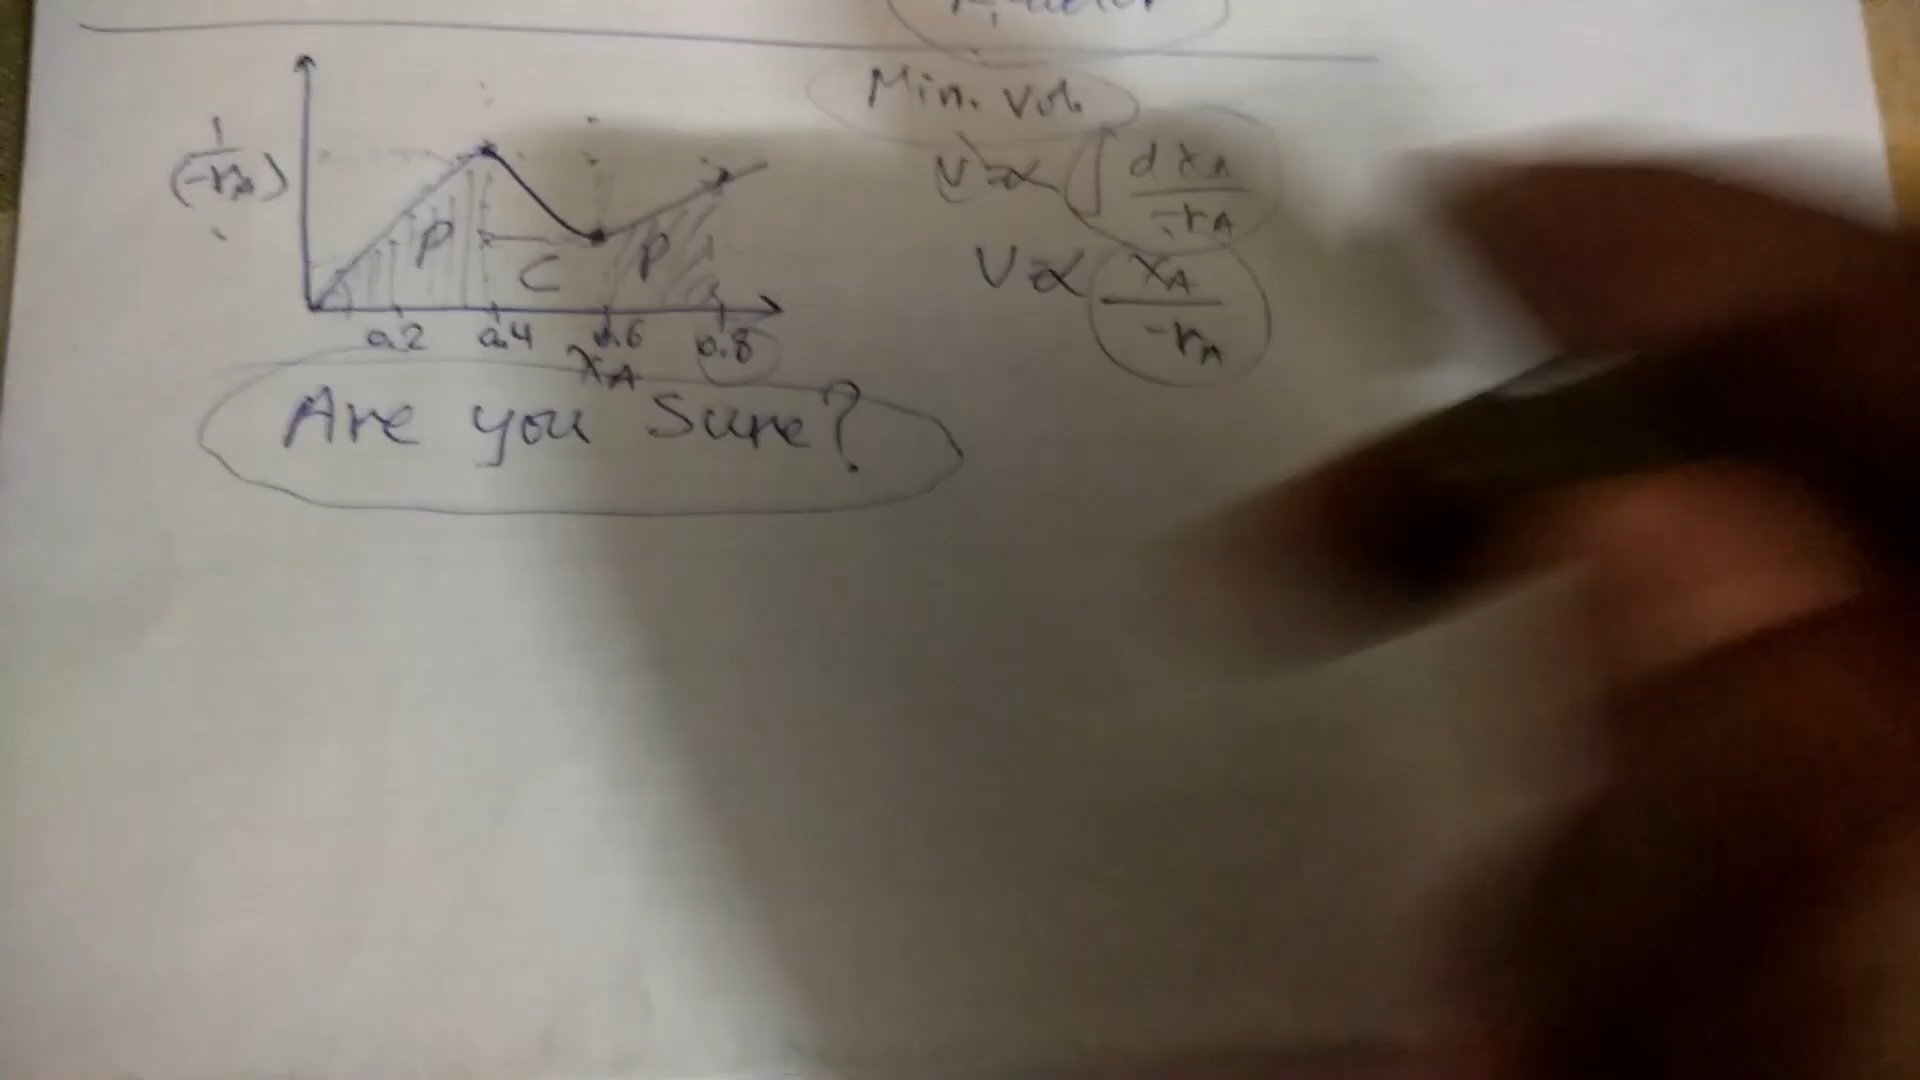 Min. Vol.
1
(-rA)
V ∝ ∫ dXA
-rA
P
C
P
V ∝ XA
-rA
0.2 0.4 0.6 0.8
XA
Are you Sure?